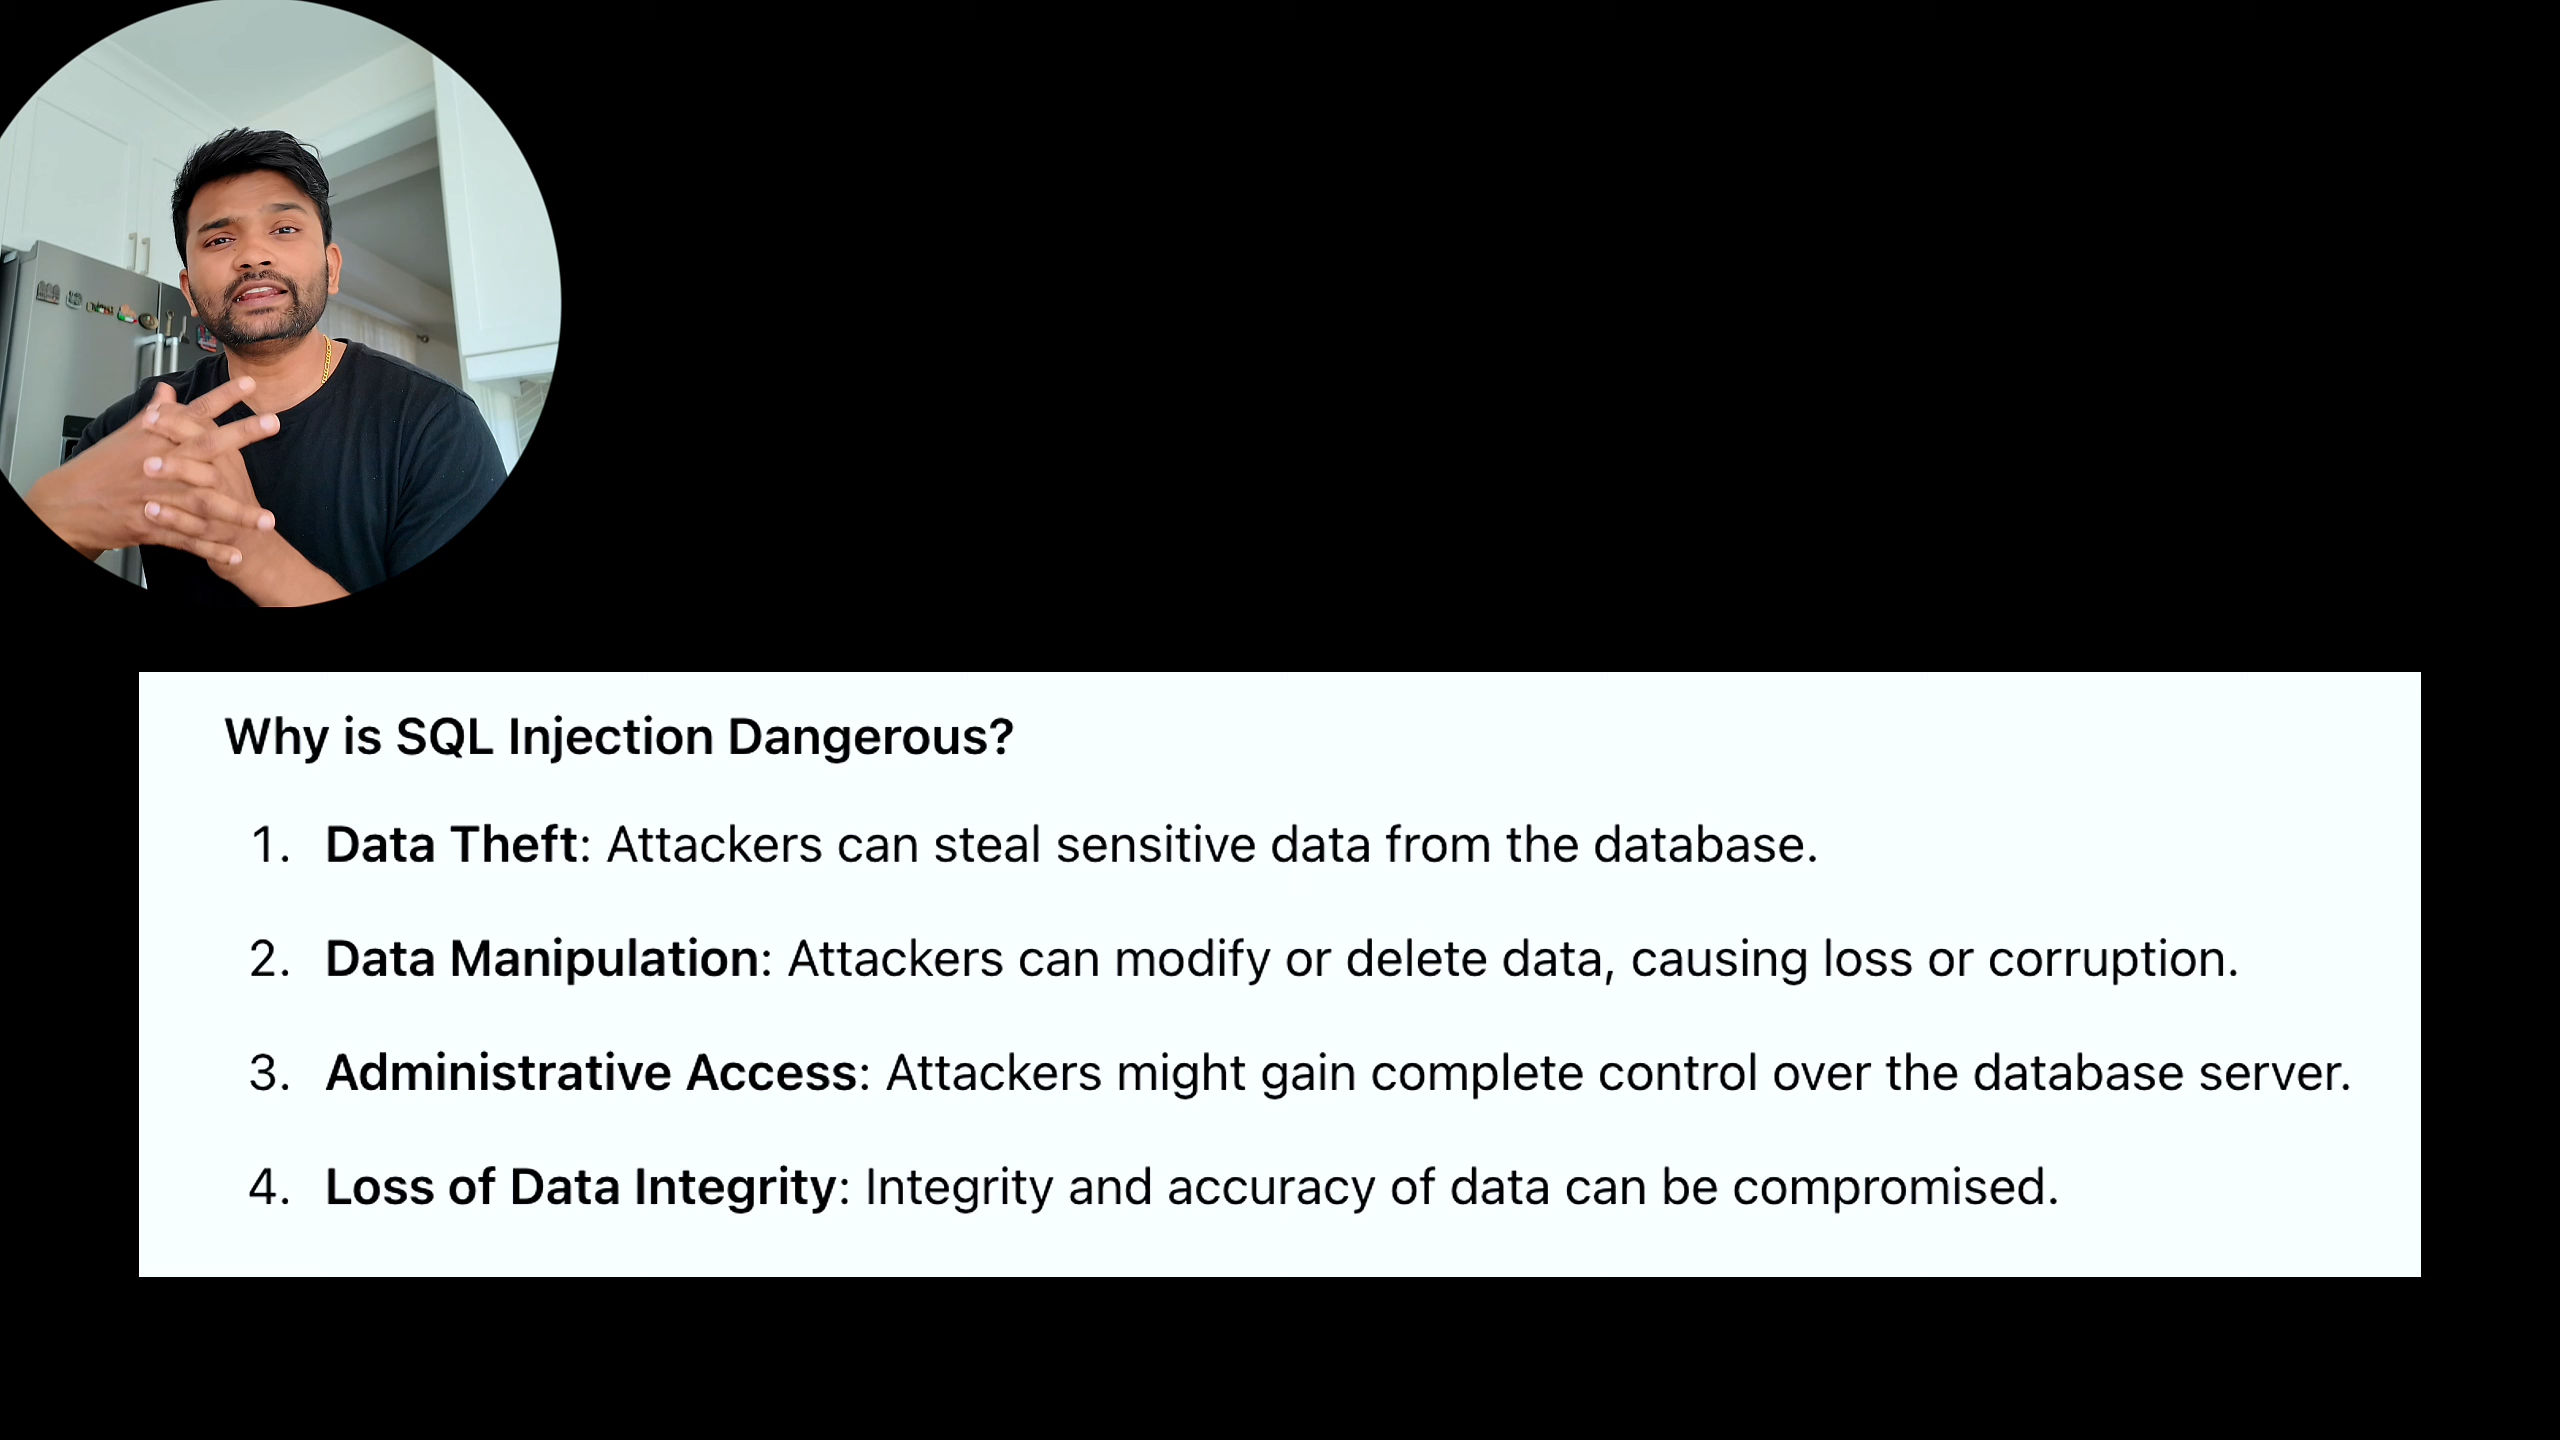 Why is SQL Injection Dangerous?
1. Data Theft: Attackers can steal sensitive data from the database.
2. Data Manipulation: Attackers can modify or delete data, causing loss or corruption.
3. Administrative Access: Attackers might gain complete control over the database server.
4. Loss of Data Integrity: Integrity and accuracy of data can be compromised.